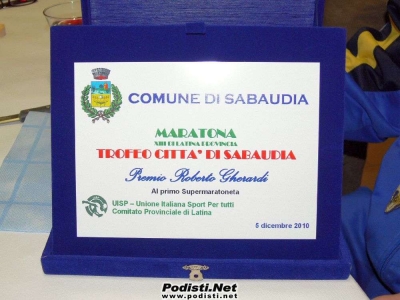 COMUNE DI SABAUDIA
MARATONA
XIII DI LATINA PROVINCIA
TROFEO CITTA' DI SABAUDIA
Premio Roberto Gherardi
Al primo Supermaratoneta
UISP – Unione Italiana Sport Per tutti
Comitato Provinciale di Latina
5 dicembre 2010
Podisti.Net
www.podisti.net